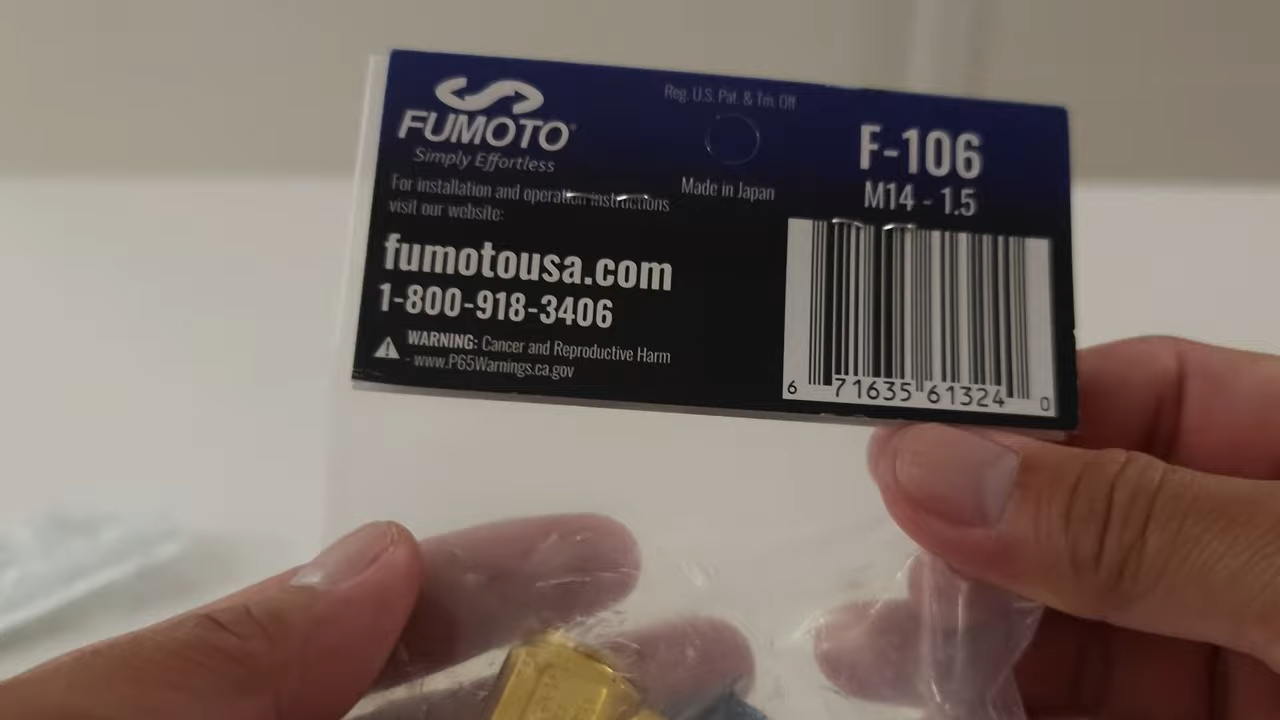 FUMOTO®
Simply Effortless
For installation and operation instructions
visit our website:
fumotousa.com
1-800-918-3406
WARNING: Cancer and Reproductive Harm
- www.P65Warnings.ca.gov
Reg. U.S. Pat. & Tm. Off
Made in Japan
F-106
M14 - 1.5
6 71635 61324 0